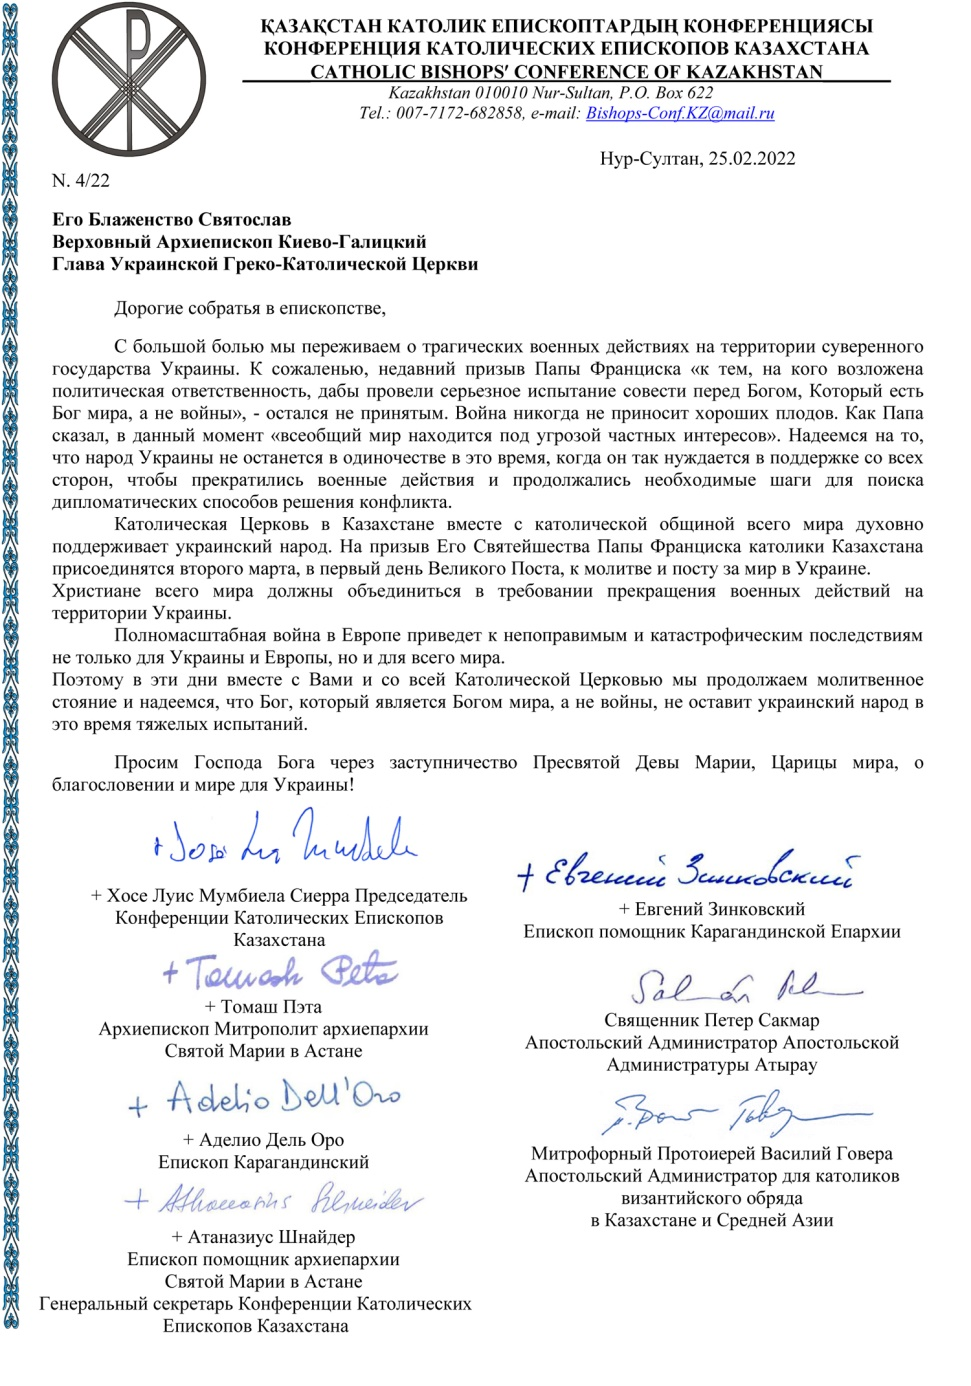 ҚАЗАҚСТАН КАТОЛИК ЕПИСКОПТАРДЫҢ КОНФЕРЕНЦИЯСЫ
КОНФЕРЕНЦИЯ КАТОЛИЧЕСКИХ ЕПИСКОПОВ КАЗАХСТАНА
CATHOLIC BISHOPS' CONFERENCE OF KAZAKHSTAN
Kazakhstan 010010 Nur-Sultan, P.O. Box 622
Tel.: 007-7172-682858, e-mail: Bishops-Conf.KZ@mail.ru
Нур-Султан, 25.02.2022
N. 4/22
Его Блаженство Святослав
Верховный Архиепископ Киево-Галицкий
Глава Украинской Греко-Католической Церкви
Дорогие собратья в епископстве,
С большой болью мы переживаем о трагических военных действиях на территории суверенного
государства Украины. К сожаленью, недавний призыв Папы Франциска «к тем, на кого возложена
политическая ответственность, дабы провели серьезное испытание совести перед Богом, Который есть
Бог мира, а не войны», - остался не принятым. Война никогда не приносит хороших плодов. Как Папа
сказал, в данный момент «всеобщий мир находится под угрозой частных интересов». Надеемся на то,
что народ Украины не останется в одиночестве в это время, когда он так нуждается в поддержке со всех
сторон, чтобы прекратились военные действия и продолжались необходимые шаги для поиска
дипломатических способов решения конфликта.
Католическая Церковь в Казахстане вместе с католической общиной всего мира духовно
поддерживает украинский народ. На призыв Его Святейшества Папы Франциска католики Казахстана
присоединятся второго марта, в первый день Великого Поста, к молитве и посту за мир в Украине.
Христиане всего мира должны объединиться в требовании прекращения военных действий на
территории Украины.
Полномасштабная война в Европе приведет к непоправимым и катастрофическим последствиям
не только для Украины и Европы, но и для всего мира.
Поэтому в эти дни вместе с Вами и со всей Католической Церковью мы продолжаем молитвенное
стояние и надеемся, что Бог, который является Богом мира, а не войны, не оставит украинский народ в
это время тяжелых испытаний.
Просим Господа Бога через заступничество Пресвятой Девы Марии, Царицы мира, о
благословении и мире для Украины!
+ Хосе Луис Мумбиела Сиерра Председатель
Конференции Католических Епископов
Казахстана
+ Tomash Peta
+ Томаш Пэта
Архиепископ Митрополит архиепархии
Святой Марии в Астане
+ Adelio Dell'Oro
+ Аделио Дель Оро
Епископ Карагандинский
+ Athanasius Schneider
+ Атаназиус Шнайдер
Епископ помощник архиепархии
Святой Марии в Астане
Генеральный секретарь Конференции Католических
Епископов Казахстана
+ Евгений Зинковский
+ Евгений Зинковский
Епископ помощник Карагандинской Епархии
Священник Петер Сакмар
Апостольский Администратор Апостольской
Администратуры Атырау
Митрофорный Протоиерей Василий Говера
Апостольский Администратор для католиков
византийского обряда
в Казахстане и Средней Азии